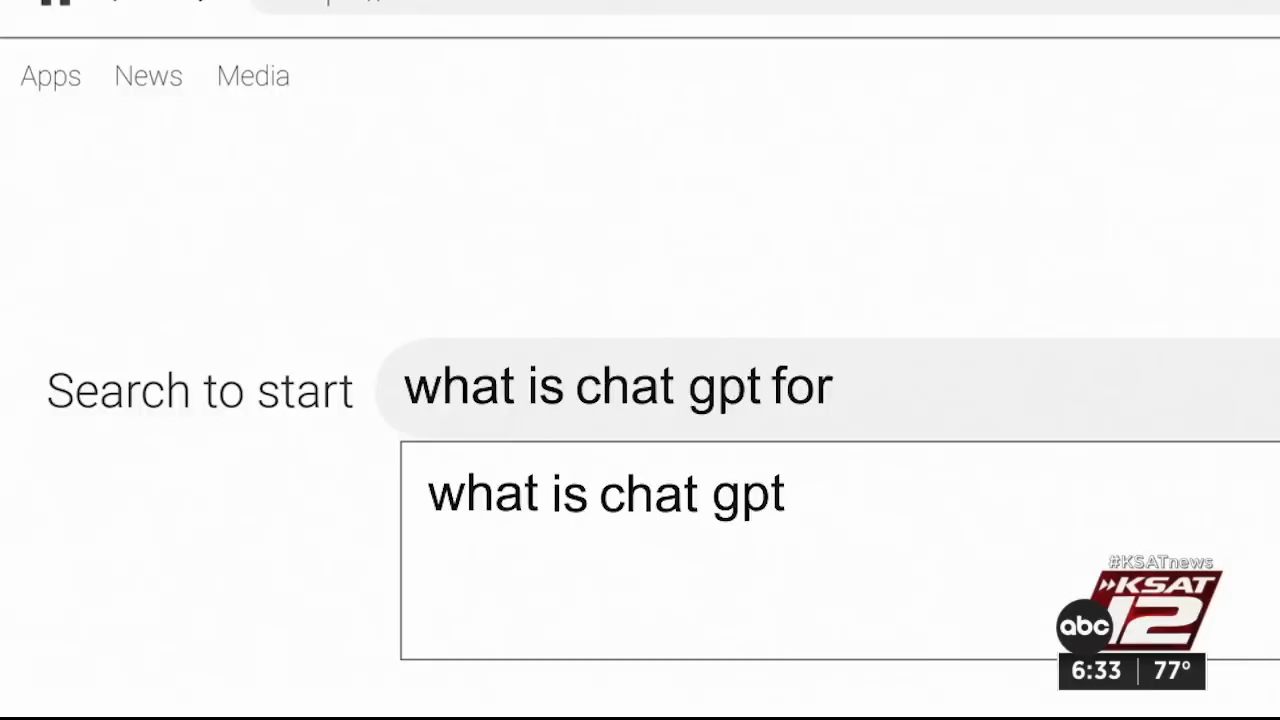 Apps News Media
Search to start what is chat gpt for
what is chat gpt
#KSATnews
KSAT
abc 12
6:33 77°